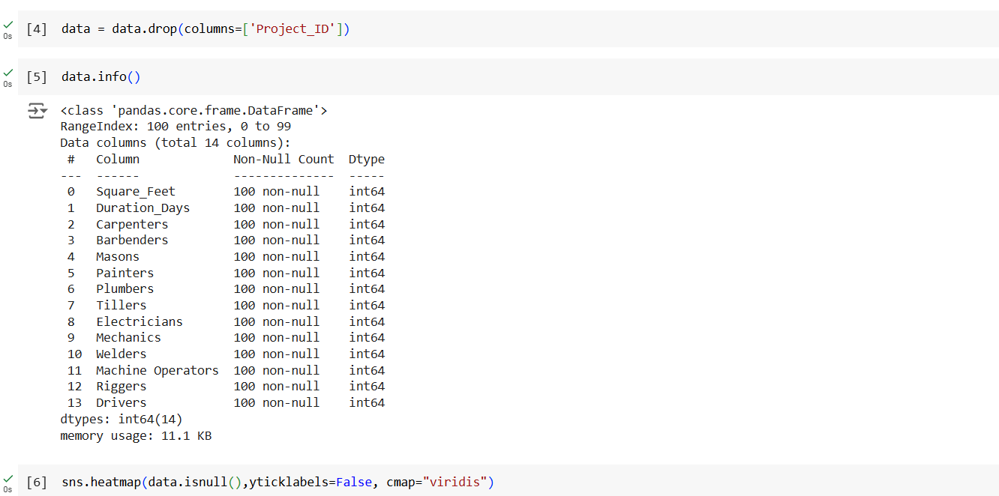 [4] data = data.drop(columns=['Project_ID'])
0s
[5] data.info()
0s
<class 'pandas.core.frame.DataFrame'>
RangeIndex: 100 entries, 0 to 99
Data columns (total 14 columns):
 #   Column             Non-Null Count  Dtype
---  ------             --------------  -----
 0   Square_Feet        100 non-null    int64
 1   Duration_Days      100 non-null    int64
 2   Carpenters         100 non-null    int64
 3   Barbenders         100 non-null    int64
 4   Masons             100 non-null    int64
 5   Painters           100 non-null    int64
 6   Plumbers           100 non-null    int64
 7   Tillers            100 non-null    int64
 8   Electricians       100 non-null    int64
 9   Mechanics          100 non-null    int64
 10  Welders            100 non-null    int64
 11  Machine Operators  100 non-null    int64
 12  Riggers            100 non-null    int64
 13  Drivers            100 non-null    int64
dtypes: int64(14)
memory usage: 11.1 KB
[6] sns.heatmap(data.isnull(),yticklabels=False, cmap="viridis")
0s